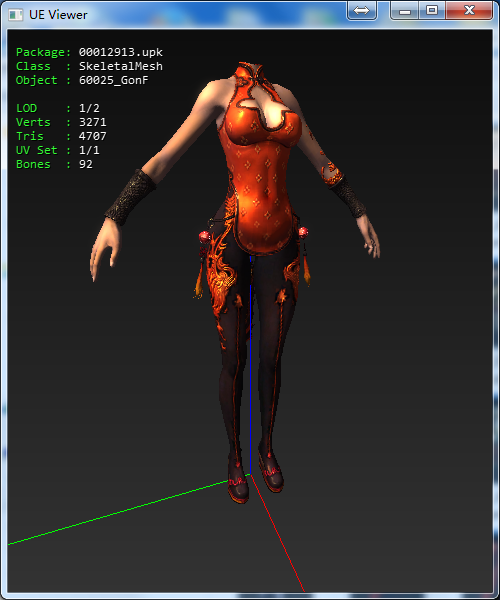 UE Viewer
Package: 00012913.upk
Class : SkeletalMesh
Object : 60025_GonF
LOD : 1/2
Verts : 3271
Tris : 4707
UV Set : 1/1
Bones : 92